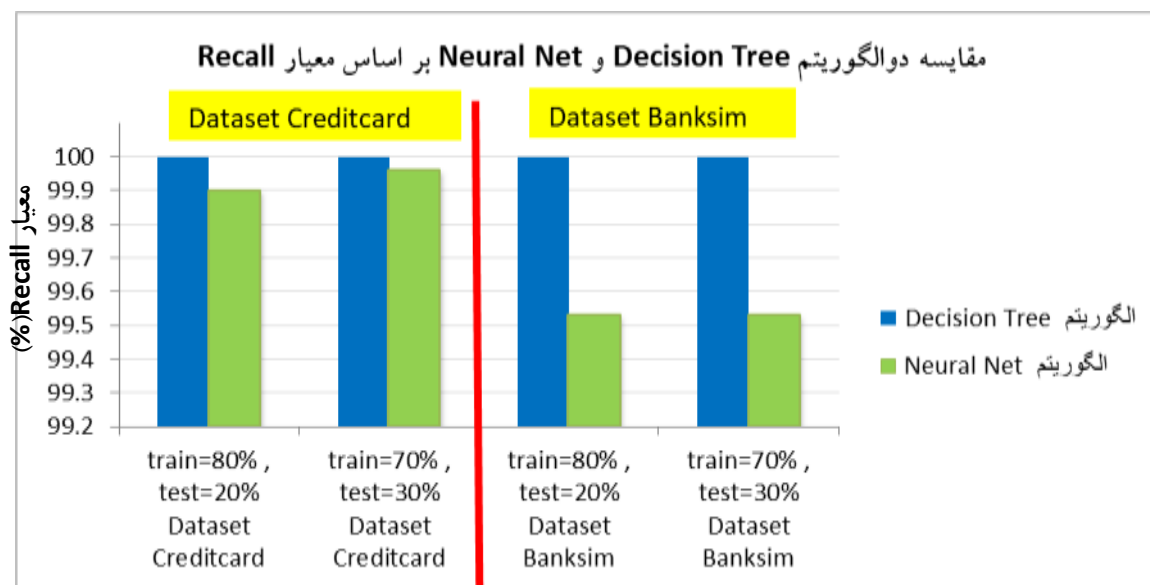 مقایسه دوالگوریتم Decision Tree و Neural Net بر اساس معیار Recall
Dataset Creditcard
Dataset Banksim
معیار Recall(%)
100
99.9
99.8
99.7
99.6
99.5
99.4
99.3
99.2
train=80% ,
test=20%
Dataset
Creditcard
train=70% ,
test=30%
Dataset
Creditcard
train=80% ,
test=20%
Dataset
Banksim
train=70% ,
test=30%
Dataset
Banksim
الگوریتم Decision Tree
الگوریتم Neural Net